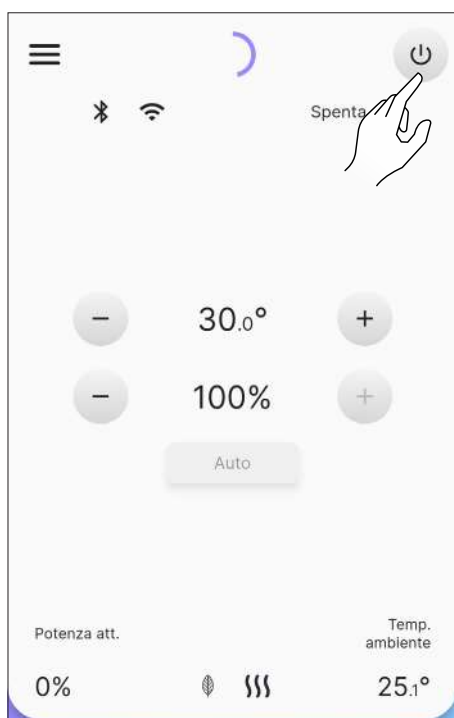 Spenta
− 30.0° +
− 100% +
Auto
Potenza att.
Temp.
ambiente
0%
25.1°